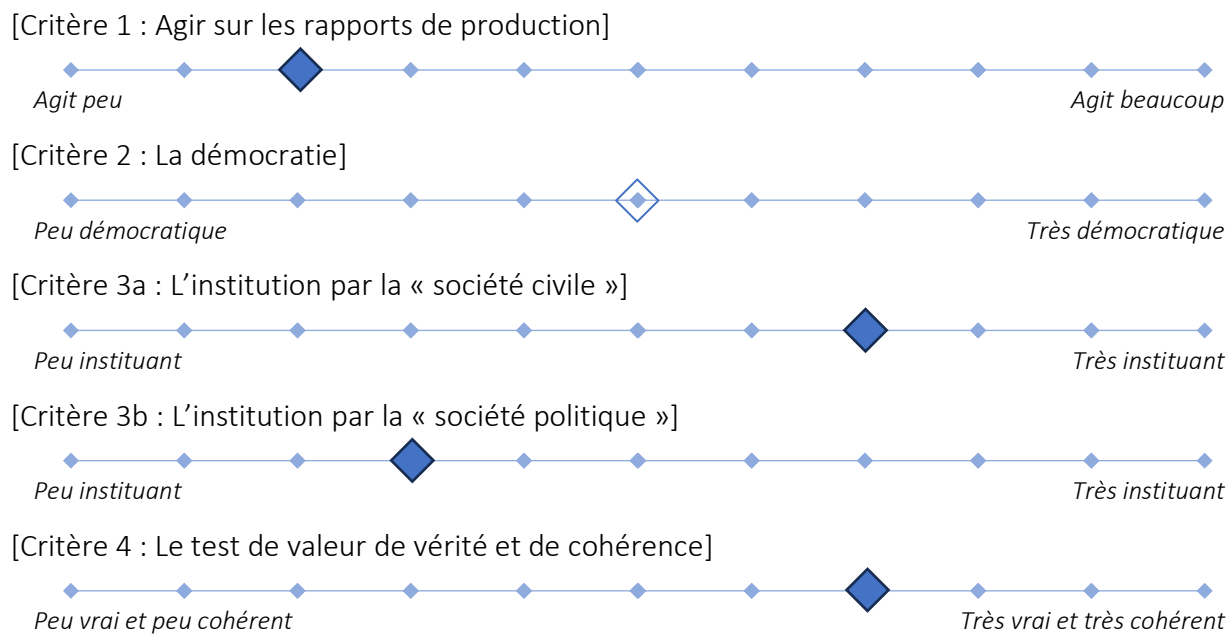 [Critère 1 : Agir sur les rapports de production]
Agit peu
Agit beaucoup
[Critère 2 : La démocratie]
Peu démocratique
Très démocratique
[Critère 3a : L’institution par la « société civile »]
Peu instituant
Très instituant
[Critère 3b : L’institution par la « société politique »]
Peu instituant
Très instituant
[Critère 4 : Le test de valeur de vérité et de cohérence]
Peu vrai et peu cohérent
Très vrai et très cohérent